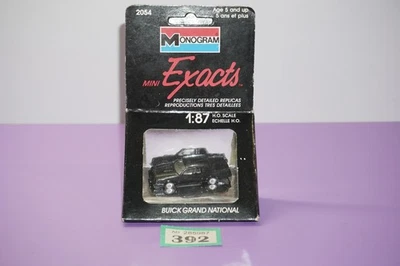 2054
MONOGRAM
Age 5 and up
5 ans et plus
MINI Exacts™
PRECISELY DETAILED REPLICAS
REPRODUCTIONS TRES DETAILLEES
1:87 H.O. SCALE
ECHELLE H.O.
BUICK GRAND NATIONAL
392